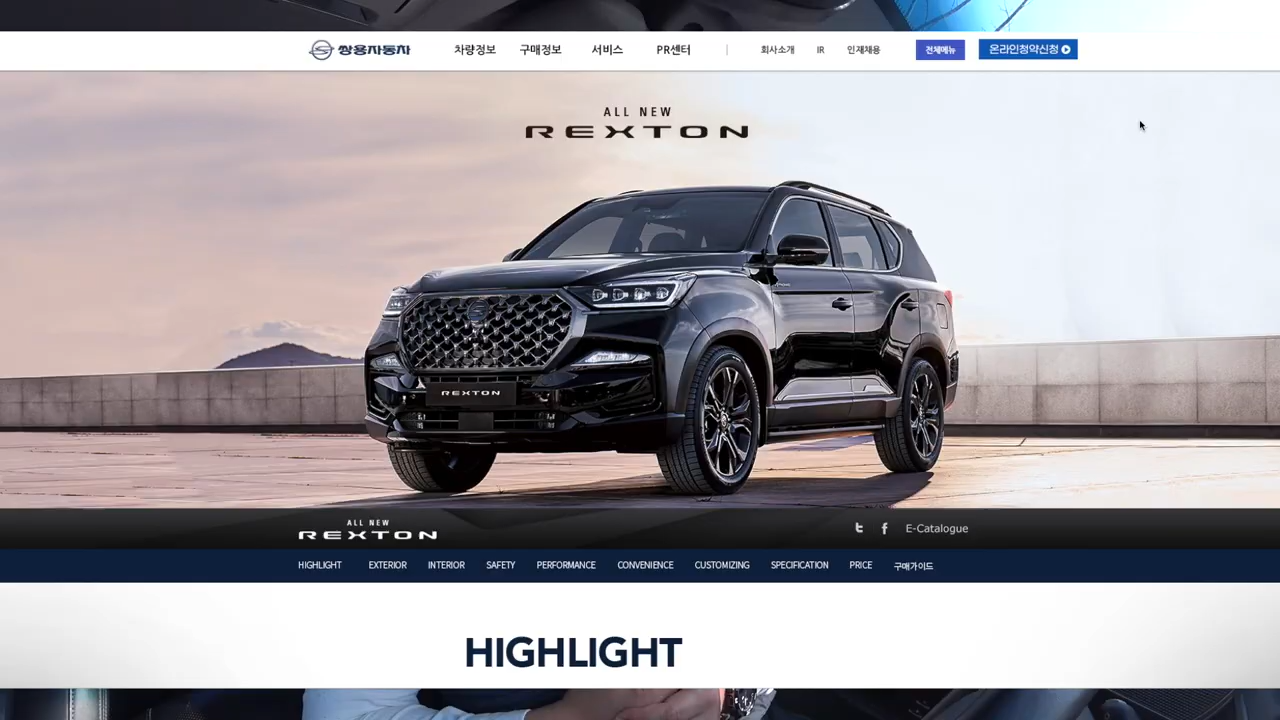 쌍용자동차 차량정보 구매정보 서비스 PR센터 | 회사소개 IR 인재채용 전체메뉴 온라인청약신청
ALL NEW
REXTON
REXTON
ALL NEW
REXTON
E-Catalogue
HIGHLIGHT EXTERIOR INTERIOR SAFETY PERFORMANCE CONVENIENCE CUSTOMIZING SPECIFICATION PRICE 구매가이드
HIGHLIGHT